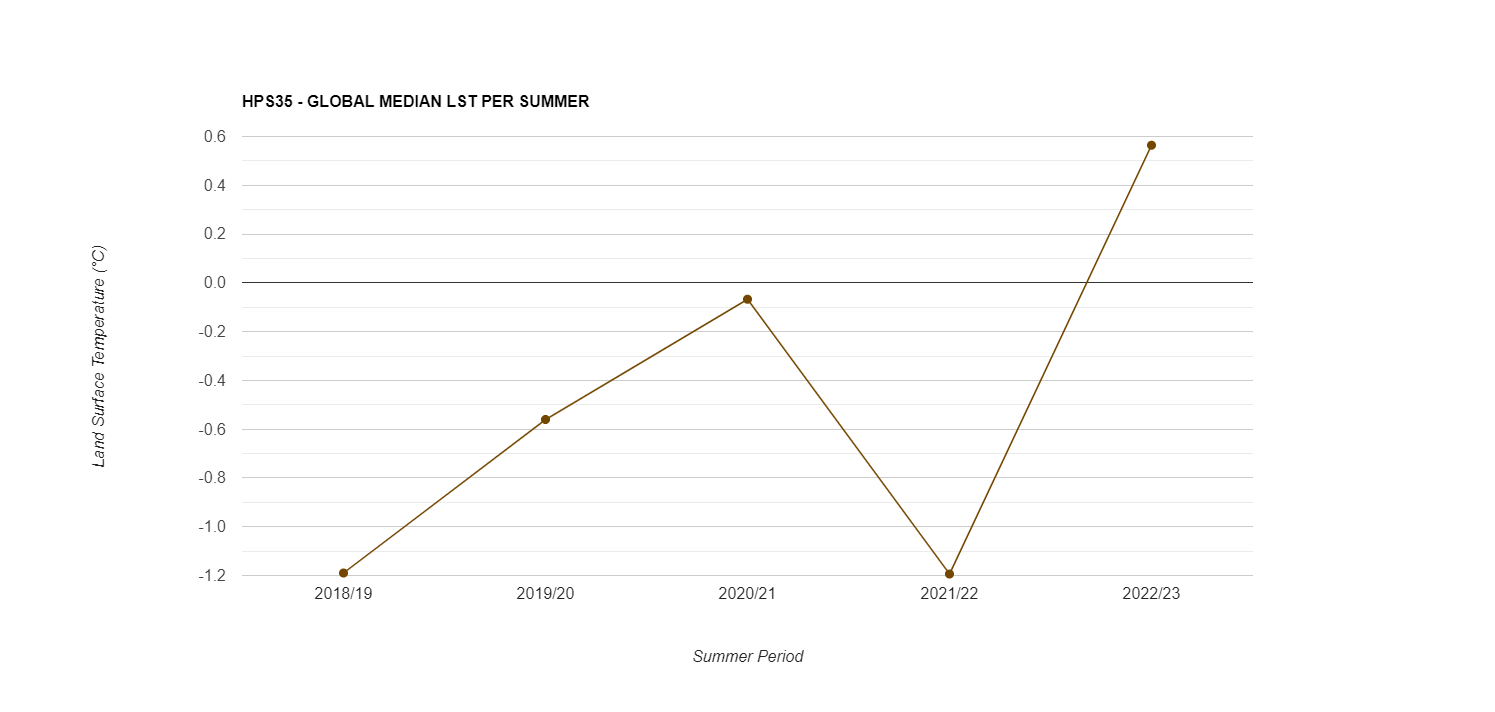 HPS35 - GLOBAL MEDIAN LST PER SUMMER
0.6
0.4
0.2
0.0
-0.2
-0.4
-0.6
-0.8
-1.0
-1.2
Land Surface Temperature (°C)
2018/19 2019/20 2020/21 2021/22 2022/23
Summer Period